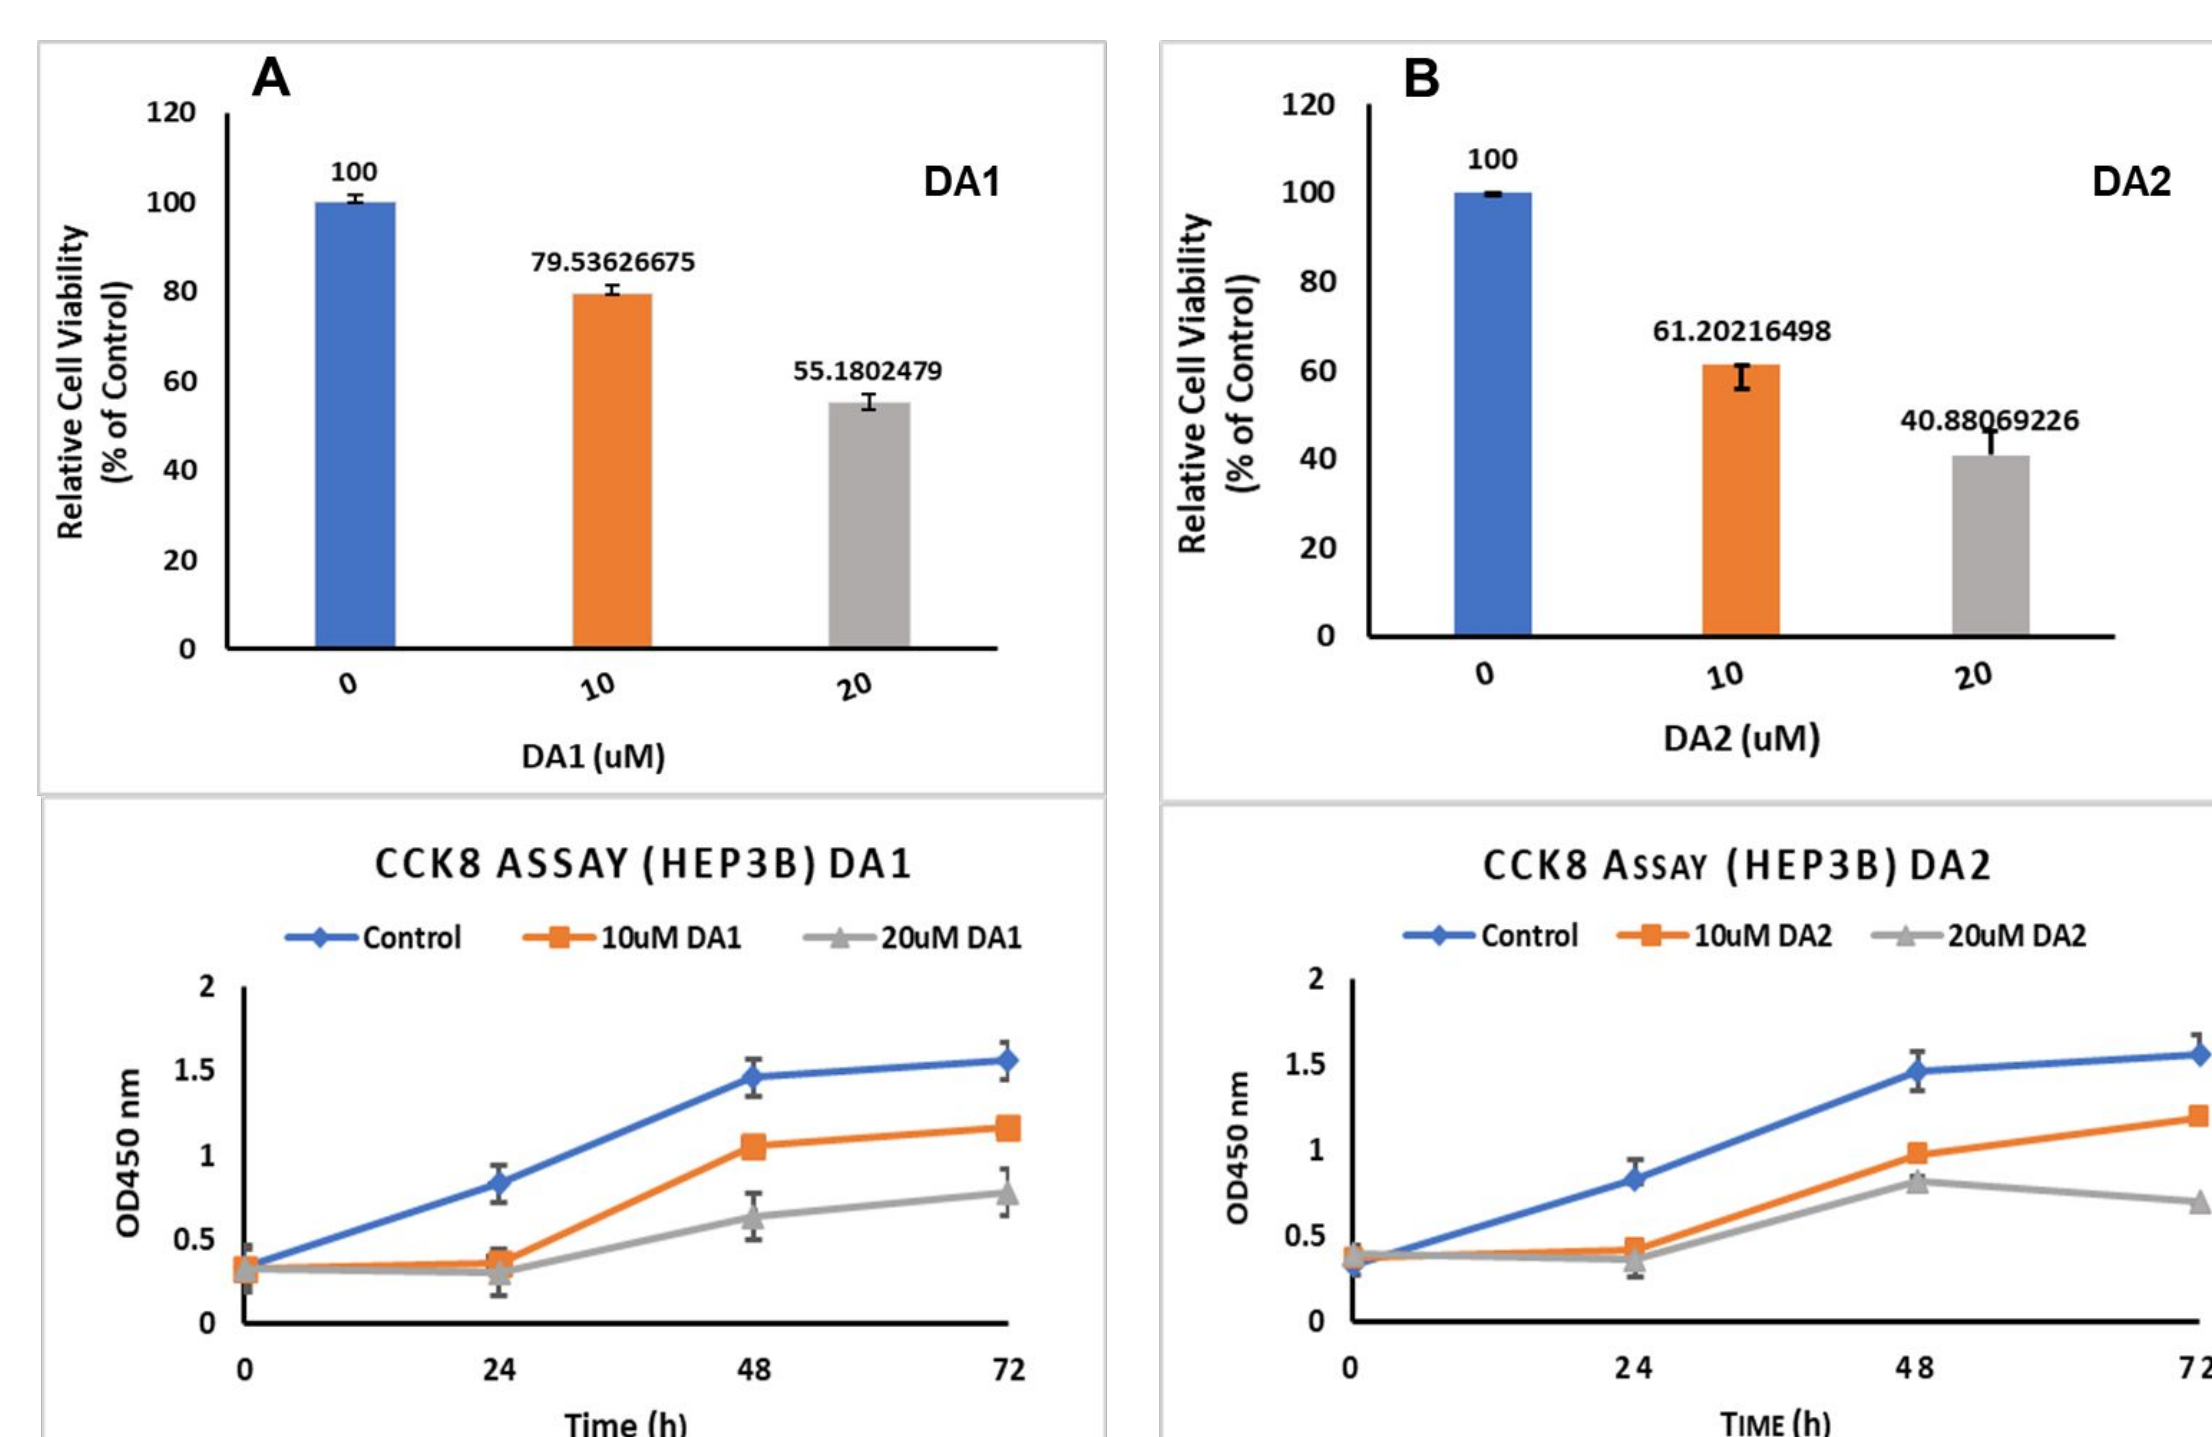 A
DA1
120
100
80
60
40
20
0
Relative Cell Viability
(% of Control)
100
79.53626675
55.1802479
0
10
20
DA1 (uM)
B
DA2
120
100
80
60
40
20
0
Relative Cell Viability
(% of Control)
100
61.20216498
40.88069226
0
10
20
DA2 (uM)
CCK8 ASSAY (HEP3B) DA1
Control 10uM DA1 20uM DA1
2
1.5
1
0.5
0
OD450 nm
0 24 48 72
Time (h)
CCK8 ASSAY (HEP3B) DA2
Control 10uM DA2 20uM DA2
2
1.5
1
0.5
0
OD450 nm
0 24 48 72
TIME (h)